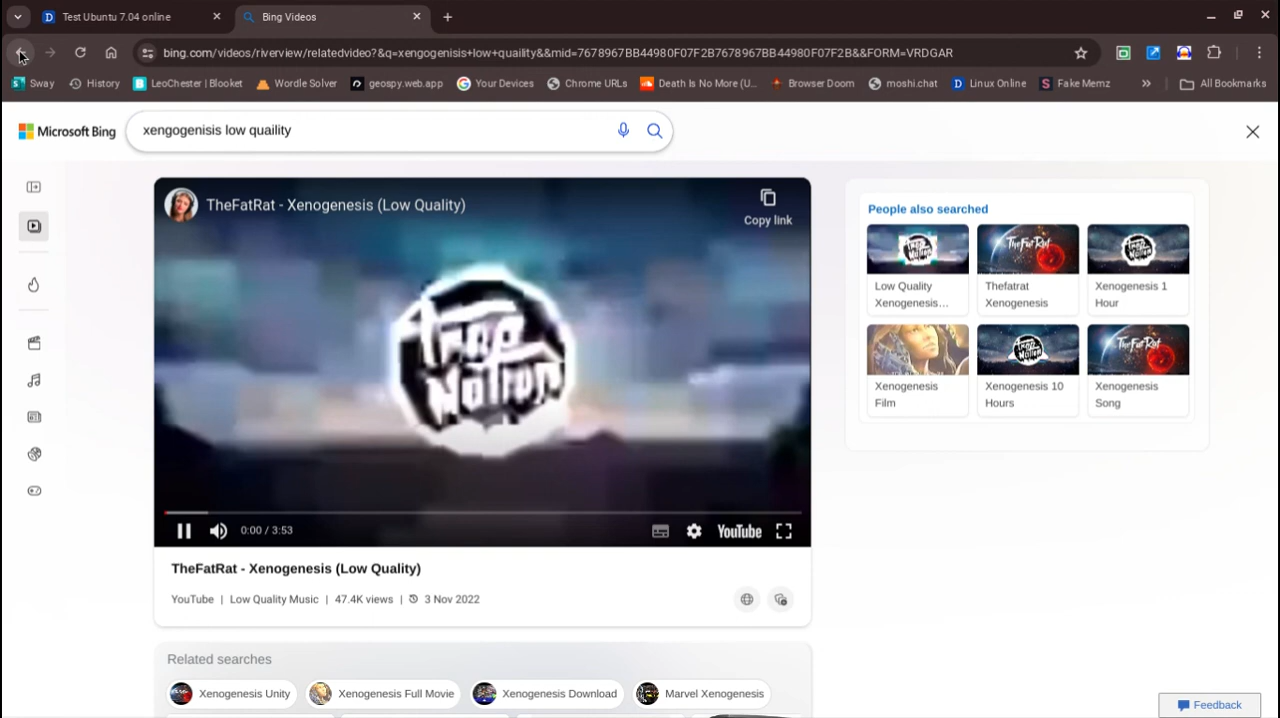 Test Ubuntu 7.04 online
Bing Videos
bing.com/videos/riverview/relatedvideo?&q=xengogenisis+low+quaility&&mid=7678967BB44980F07F2B7678967BB44980F07F2B&&FORM=VRDGAR
Sway
History
LeoChester | Blooket
Wordle Solver
geospy.web.app
Your Devices
Chrome URLs
Death Is No More (U...
Browser Doom
moshi.chat
Linux Online
Fake Memz
All Bookmarks
Microsoft Bing
xengogenisis low quaility
TheFatRat - Xenogenesis (Low Quality)
Copy link
Trap
Nation
0:00 / 3:53
YouTube
TheFatRat - Xenogenesis (Low Quality)
YouTube | Low Quality Music | 47.4K views | 3 Nov 2022
People also searched
Low Quality
Xenogenesis...
TheFatRat
Thefatrat
Xenogenesis
Xenogenesis 1
Hour
Xenogenesis
Film
Xenogenesis 10
Hours
TheFatRat
Xenogenesis
Song
Related searches
Xenogenesis Unity
Xenogenesis Full Movie
Xenogenesis Download
Marvel Xenogenesis
Feedback